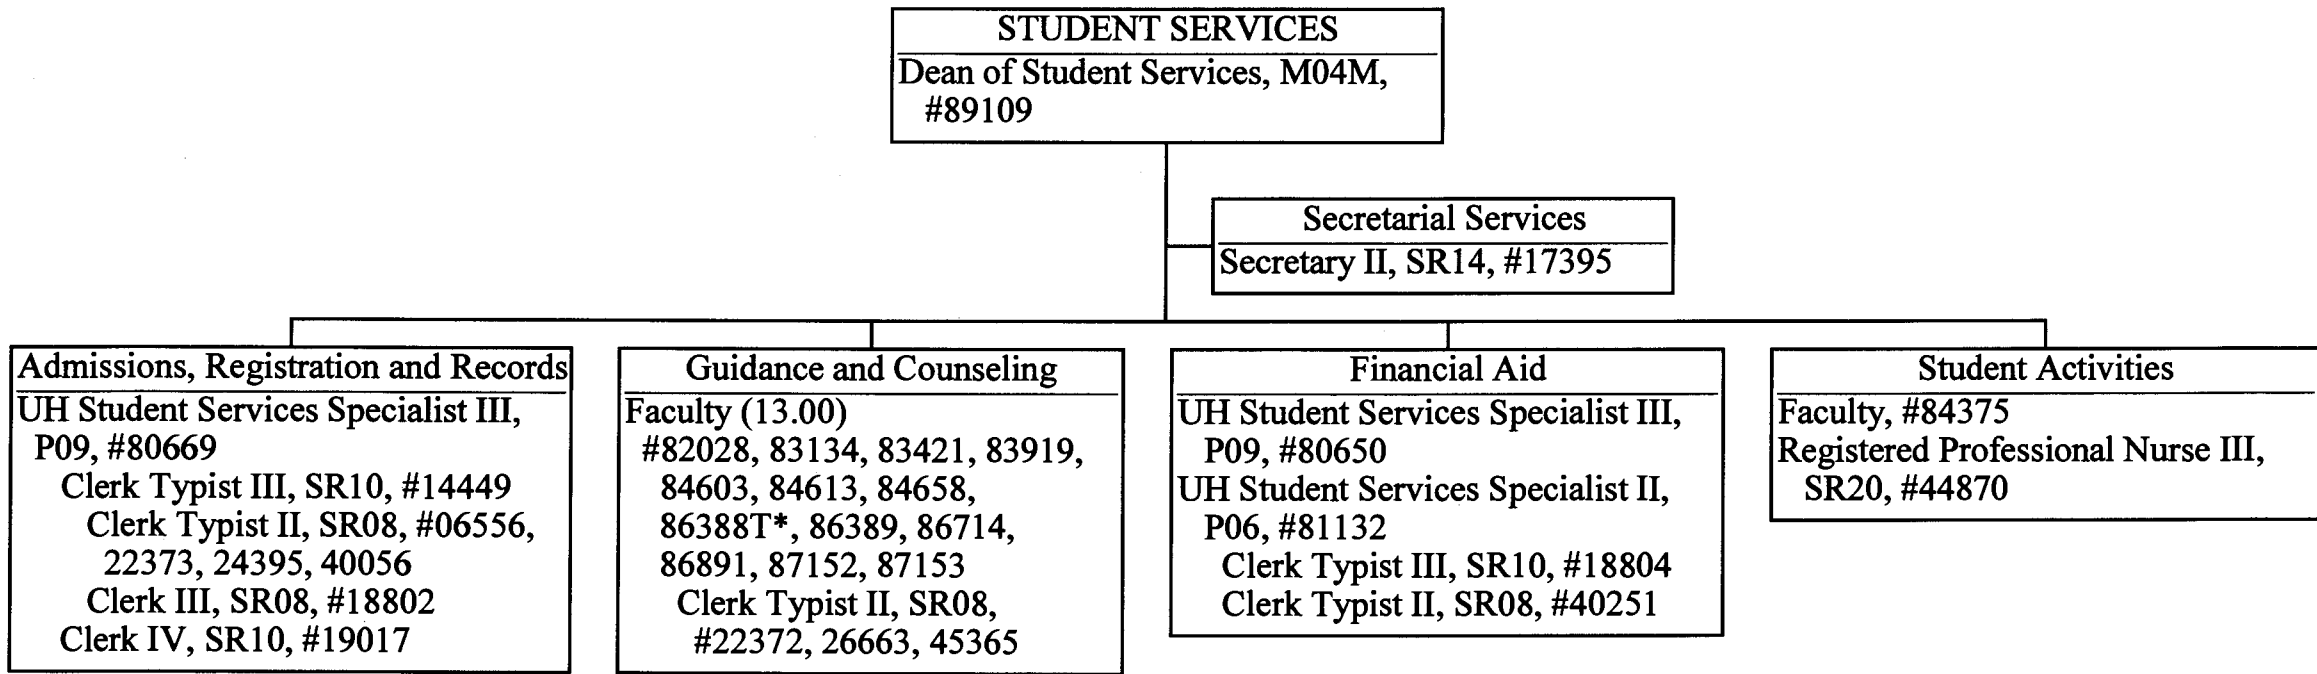 STUDENT SERVICES
Dean of Student Services, M04M,
#89109
Secretarial Services
Secretary II, SR14, #17395
Admissions, Registration and Records
UH Student Services Specialist III,
P09, #80669
Clerk Typist III, SR10, #14449
Clerk Typist II, SR08, #06556,
22373, 24395, 40056
Clerk III, SR08, #18802
Clerk IV, SR10, #19017
Guidance and Counseling
Faculty (13.00)
#82028, 83134, 83421, 83919,
84603, 84613, 84658,
86388T*, 86389, 86714,
86891, 87152, 87153
Clerk Typist II, SR08,
#22372, 26663, 45365
Financial Aid
UH Student Services Specialist III,
P09, #80650
UH Student Services Specialist II,
P06, #81132
Clerk Typist III, SR10, #18804
Clerk Typist II, SR08, #40251
Student Activities
Faculty, #84375
Registered Professional Nurse III,
SR20, #44870